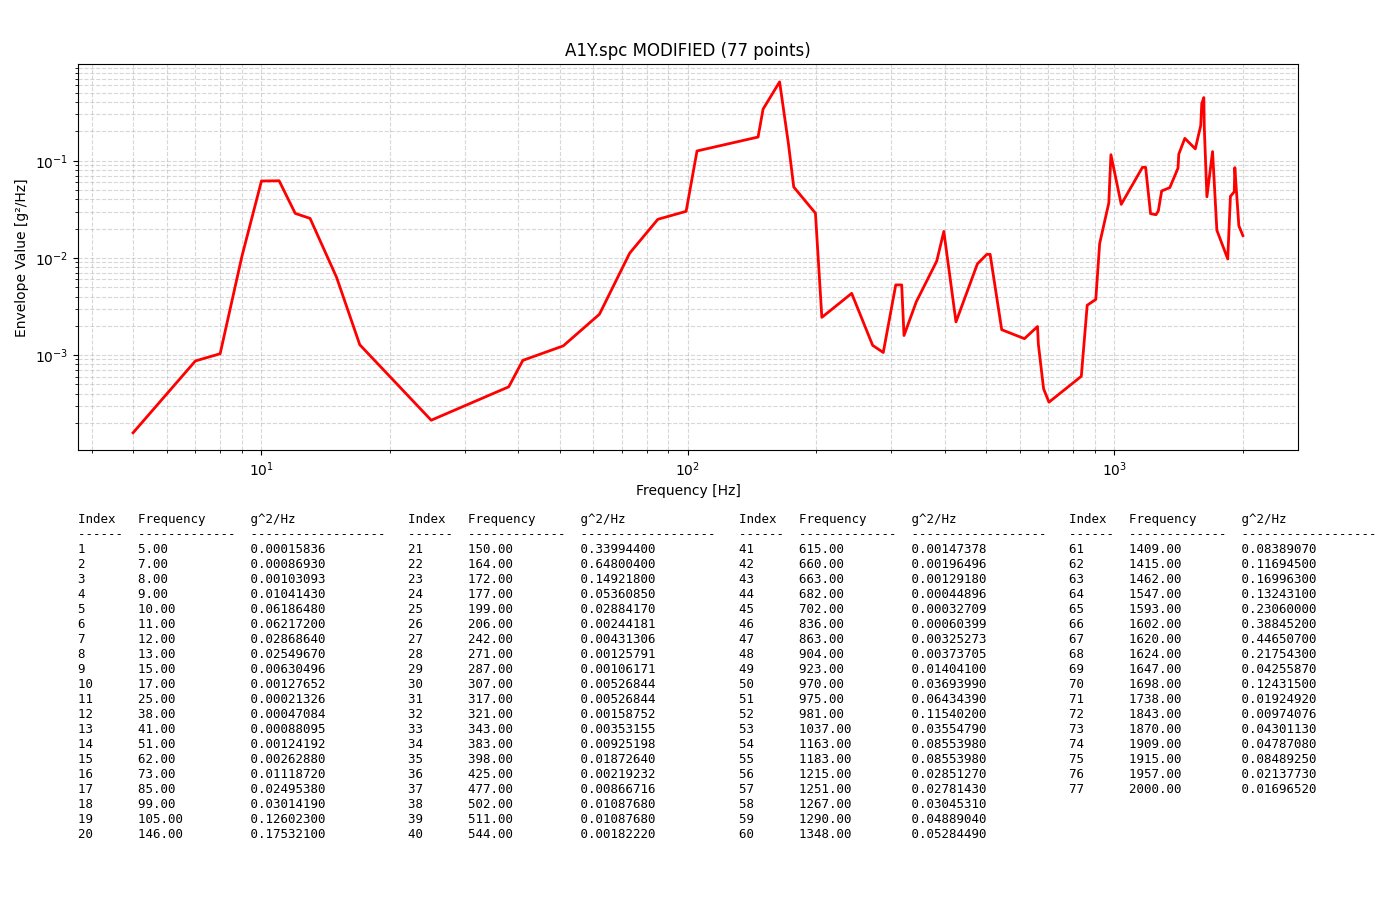 A1Y.spc MODIFIED (77 points)
Envelope Value [g²/Hz]
10⁻¹
10⁻²
10⁻³
10¹ 10² 10³
Frequency [Hz]
Index Frequency g^2/Hz Index Frequency g^2/Hz Index Frequency g^2/Hz Index Frequency g^2/Hz
------ ------------- ------------------ ------ ------------- ------------------ ------ ------------- ------------------ ------ ------------- ------------------
1 5.00 0.00015836 21 150.00 0.33994400 41 615.00 0.00147378 61 1409.00 0.08389070
2 7.00 0.00086930 22 164.00 0.64800400 42 660.00 0.00196496 62 1415.00 0.11694500
3 8.00 0.00103093 23 172.00 0.14921800 43 663.00 0.00129180 63 1462.00 0.16996300
4 9.00 0.01041430 24 177.00 0.05360850 44 682.00 0.00044896 64 1547.00 0.13243100
5 10.00 0.06186480 25 199.00 0.02884170 45 702.00 0.00032709 65 1593.00 0.23060000
6 11.00 0.06217200 26 206.00 0.00244181 46 836.00 0.00060399 66 1602.00 0.38845200
7 12.00 0.02868640 27 242.00 0.00431306 47 863.00 0.00325273 67 1620.00 0.44650700
8 13.00 0.02549670 28 271.00 0.00125791 48 904.00 0.00373705 68 1624.00 0.21754300
9 15.00 0.00630496 29 287.00 0.00106171 49 923.00 0.01404100 69 1647.00 0.04255870
10 17.00 0.00127652 30 307.00 0.00526844 50 970.00 0.03693990 70 1698.00 0.12431500
11 25.00 0.00021326 31 317.00 0.00526844 51 975.00 0.06434390 71 1738.00 0.01924920
12 38.00 0.00047084 32 321.00 0.00158752 52 981.00 0.11540200 72 1843.00 0.00974076
13 41.00 0.00088095 33 343.00 0.00353155 53 1037.00 0.03554790 73 1870.00 0.04301130
14 51.00 0.00124192 34 383.00 0.00925198 54 1163.00 0.08553980 74 1909.00 0.04787080
15 62.00 0.00262880 35 398.00 0.01872640 55 1183.00 0.08553980 75 1915.00 0.08489250
16 73.00 0.01118720 36 425.00 0.00219232 56 1215.00 0.02851270 76 1957.00 0.02137730
17 85.00 0.02495380 37 477.00 0.00866716 57 1251.00 0.02781430 77 2000.00 0.01696520
18 99.00 0.03014190 38 502.00 0.01087680 58 1267.00 0.03045310
19 105.00 0.12602300 39 511.00 0.01087680 59 1290.00 0.04889040
20 146.00 0.17532100 40 544.00 0.00182220 60 1348.00 0.05284490